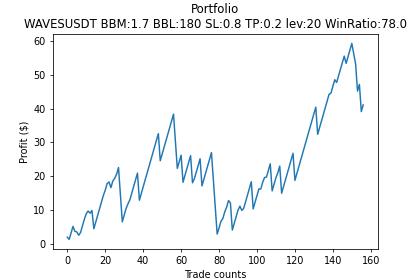 Portfolio
WAVESUSDT BBM:1.7 BBL:180 SL:0.8 TP:0.2 lev:20 WinRatio:78.0
60
50
40
30
20
10
0
Profit ($)
0 20 40 60 80 100 120 140 160
Trade counts